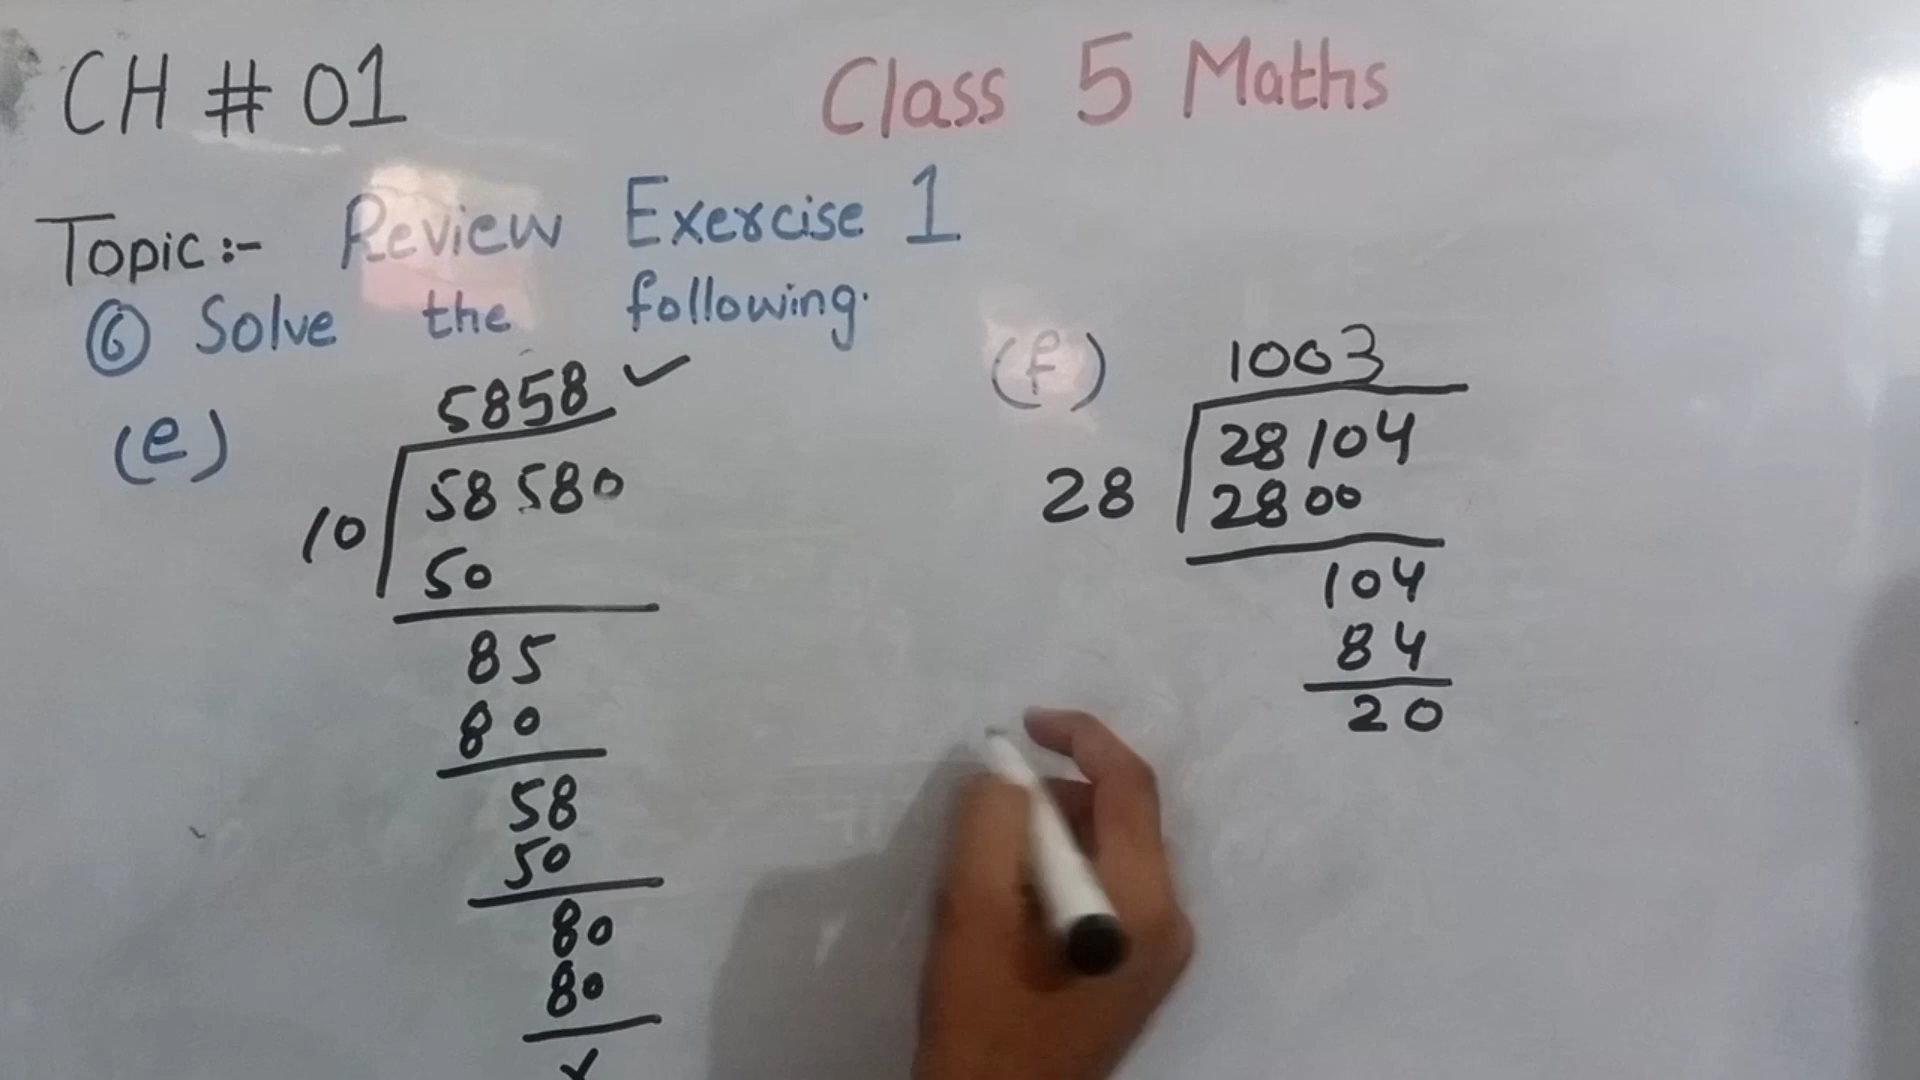 CH # 01
Class 5 Maths
Topic:- Review Exercise 1
⑥ Solve the following.
(e)
5858 ✓
10
58580
50
85
80
58
50
80
80
x
(f)
1003
28
28104
2800
104
84
20